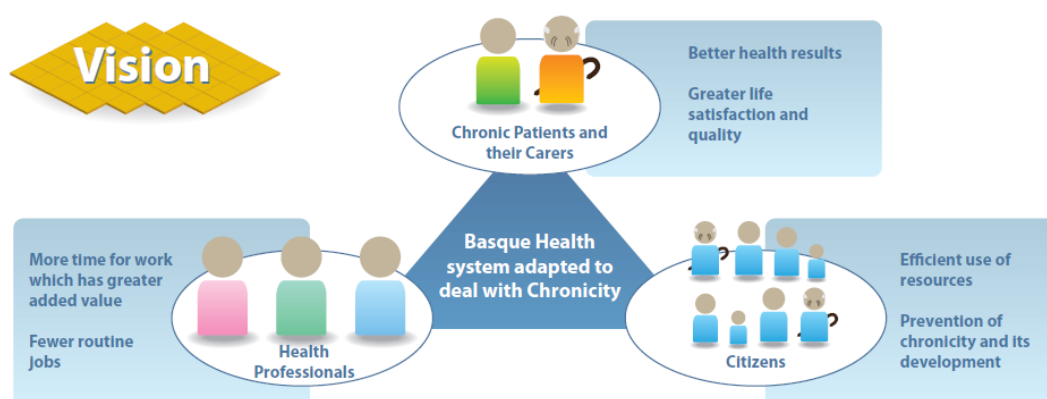 Vision
Better health results
Greater life
satisfaction and
quality
Chronic Patients and
their Carers
Basque Health
system adapted to
deal with Chronicity
More time for work
which has greater
added value
Fewer routine
jobs
Health
Professionals
Citizens
Efficient use of
resources
Prevention of
chronicity and its
development